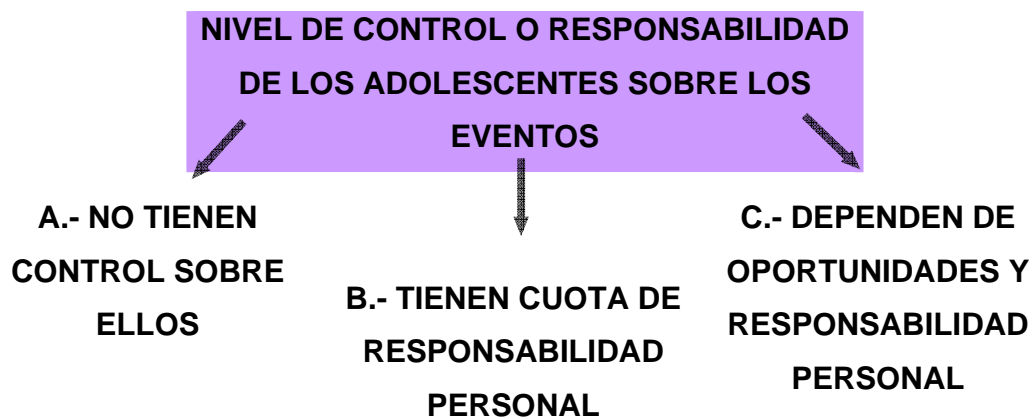 NIVEL DE CONTROL O RESPONSABILIDAD
DE LOS ADOLESCENTES SOBRE LOS
EVENTOS
A.- NO TIENEN
CONTROL SOBRE
ELLOS
B.- TIENEN CUOTA DE
RESPONSABILIDAD
PERSONAL
C.- DEPENDEN DE
OPORTUNIDADES Y
RESPONSABILIDAD
PERSONAL